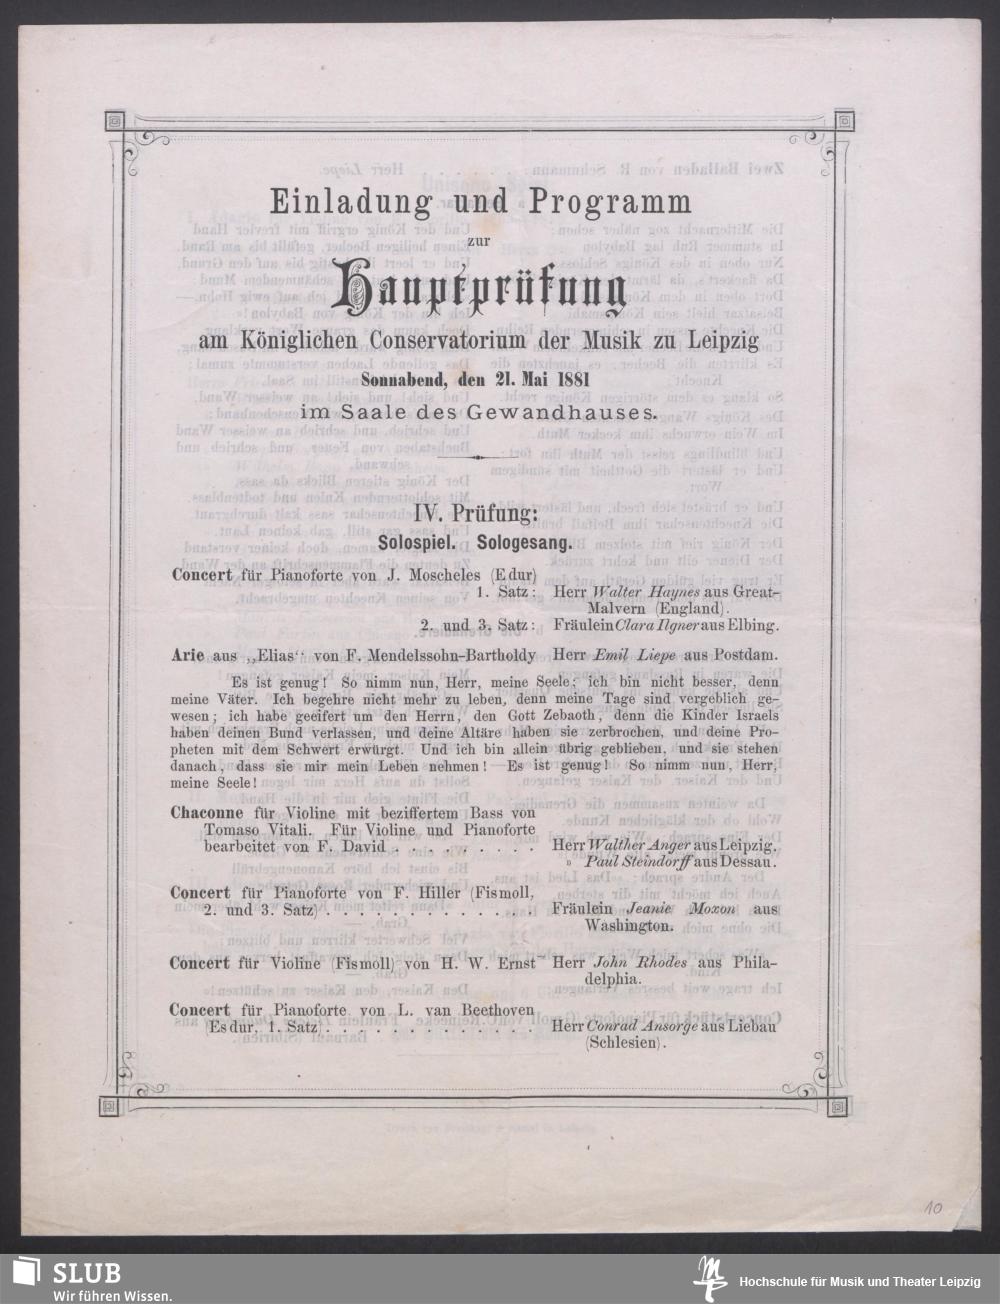 Einladung und Programm
zur
Hauptprüfung
am Königlichen Conservatorium der Musik zu Leipzig
Sonnabend, den 21. Mai 1881
im Saale des Gewandhauses.
IV. Prüfung:
Solospiel. Sologesang.
Concert für Pianoforte von J. Moscheles (Edur)
1. Satz: Herr Walter Haynes aus Great-
Malvern (England).
2. und 3. Satz: Fräulein Clara Ilgner aus Elbing.
Arie aus „Elias“ von F. Mendelssohn-Bartholdy Herr Emil Liepe aus Postdam.
Es ist genug! So nimm nun, Herr, meine Seele; ich bin nicht besser, denn
meine Väter. Ich begehre nicht mehr zu leben, denn meine Tage sind vergeblich ge-
wesen; ich habe geeifert um den Herrn, den Gott Zebaoth, denn die Kinder Israels
haben deinen Bund verlassen, und deine Altäre haben sie zerbrochen, und deine Pro-
pheten mit dem Schwert erwürgt. Und ich bin allein übrig geblieben, und sie stehen
danach, dass sie mir mein Leben nehmen! Es ist genug! So nimm nun, Herr,
meine Seele!
Chaconne für Violine mit beziffertem Bass von
Tomaso Vitali. Für Violine und Pianoforte
bearbeitet von F. David . . . . . . . . . Herr Walther Anger aus Leipzig.
„ Paul Steindorff aus Dessau.
Concert für Pianoforte von F. Hiller (Fismoll,
2. und 3. Satz) . . . . . . . . . . . . . Fräulein Jeanie Moxon aus
Washington.
Concert für Violine (Fismoll) von H. W. Ernst Herr John Rhodes aus Phila-
delphia.
Concert für Pianoforte von L. van Beethoven
(Esdur, 1. Satz) . . . . . . . . . . . . . Herr Conrad Ansorge aus Liebau
(Schlesien).
10
SLUB
Wir führen Wissen.
Hochschule für Musik und Theater Leipzig